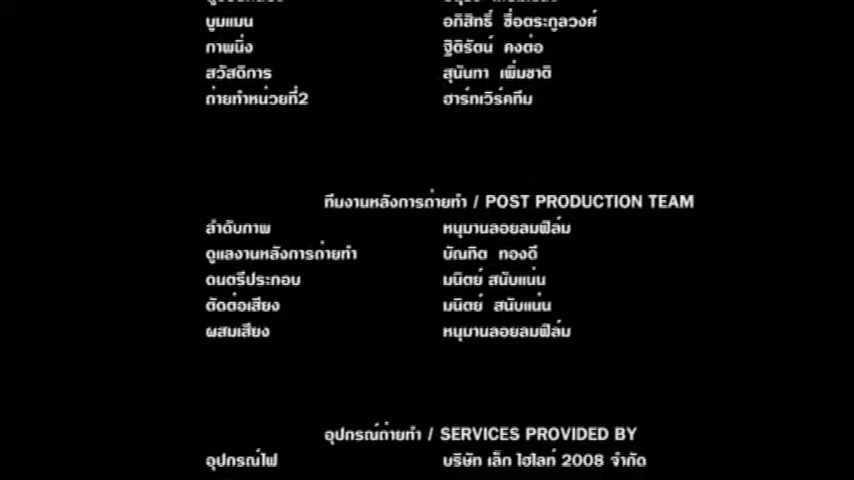 บูมแมน อภิสิทธิ์ ชื่อตระกูลวงศ์
ภาพนิ่ง ฐิติรัตน์ คงต่อ
สวัสดิการ สุนันทา เพิ่มชาติ
ถ่ายทำหน่วยที่2 ฮาร์ทเวิร์คทีม
ทีมงานหลังการถ่ายทำ / POST PRODUCTION TEAM
ลำดับภาพ หนุมานลอยลมฟิล์ม
ดูแลงานหลังการถ่ายทำ บัณฑิต ทองดี
ดนตรีประกอบ มนิตย์ สนับแน่น
ตัดต่อเสียง มนิตย์ สนับแน่น
ผสมเสียง หนุมานลอยลมฟิล์ม
อุปกรณ์ถ่ายทำ / SERVICES PROVIDED BY
อุปกรณ์ไฟ บริษัท เล็ก ไฮไลท์ 2008 จำกัด